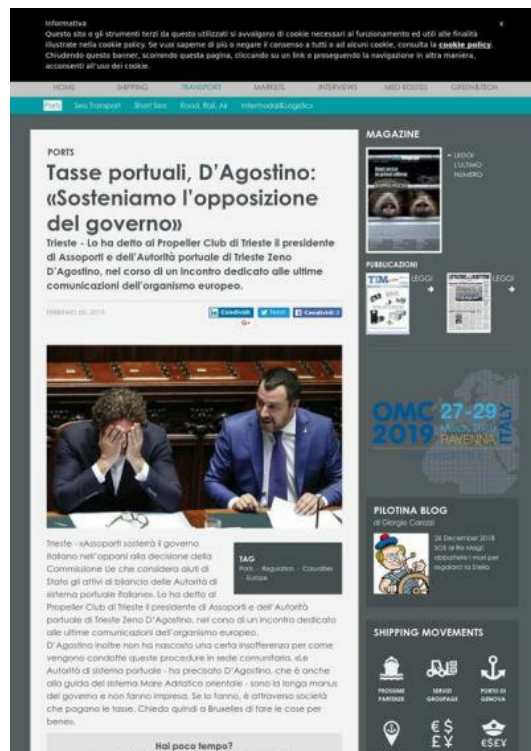 Informativa
x
Questo sito o gli strumenti terzi da questo utilizzati si avvalgono di cookie necessari al funzionamento ed utili alle finalità
illustrate nella cookie policy. Se vuoi saperne di più o negare il consenso a tutti o ad alcuni cookie, consulta la cookie policy.
Chiudendo questo banner, scorrendo questa pagina, cliccando su un link o proseguendo la navigazione in altra maniera,
acconsenti all'uso dei cookie.
HOME SHIPPING TRANSPORT MARKETS INTERVIEWS MED ROUTES GREEN&TECH
Ports Sea Transport Short Sea Road, Rail, Air Intermodal&Logistics
PORTS
Tasse portuali, D'Agostino:
«Sosteniamo l'opposizione
del governo»
Trieste - Lo ha detto al Propeller Club di Trieste il presidente
di Assoporti e dell'Autorità portuale di Trieste Zeno
D'Agostino, nel corso di un incontro dedicato alle ultime
comunicazioni dell'organismo europeo.
2019
Condividi Tweet Condividi
G+
Trieste - «Assoporti sosterrà il governo
italiano nell'opporsi alla decisione della
Commissione Ue che considera aiuti di
Stato gli attivi di bilancio delle Autorità di
sistema portuale italiane». Lo ha detto al
Propeller Club di Trieste il presidente di Assoporti e dell'Autorità
portuale di Trieste Zeno D'Agostino, nel corso di un incontro dedicato
alle ultime comunicazioni dell'organismo europeo.
D'Agostino inoltre non ha nascosto una certa insofferenza per come
vengono condotte queste procedure in sede comunitaria. «Le
Autorità di sistema portuale - ha precisato D'Agostino, che è anche
alla guida del sistema Mare Adriatico orientale - sono la longa manus
del governo e non fanno impresa. Se lo fanno, è attraverso società
che pagano le tasse. Chiedo quindi a Bruxelles di fare le cose per
bene».
TAG
Ports - Regulation - Casualties
- Europe
Hai poco tempo?
MAGAZINE
LEGGI
L'ULTIMO
NUMERO
PUBBLICAZIONI
LEGGI
LEGGI
OMC 27-29
2019 RAVENNA
ITALY
PILOTINA BLOG
di Giorgio Carozzi
26 December 2018
SOS di Re Magi:
abbattete i muri per
regalarci la Stella
SHIPPING MOVEMENTS
PROSSIME
PARTENZE
SERVIZI
GROUPAGE
PORTO DI
GENOVA
€$
£¥